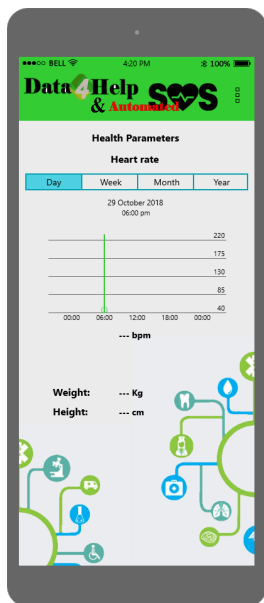 BELL 4:20 PM 100%
Data4Help
& Automated SOS
Health Parameters
Heart rate
Day Week Month Year
29 October 2018
06:00 pm
220
175
130
85
40
00:00 06:00 12:00 18:00 00:00
--- bpm
Weight: --- Kg
Height: --- cm